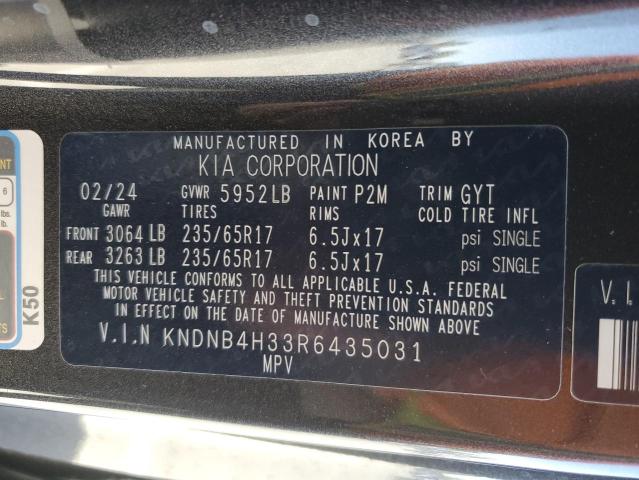 MANUFACTURED IN KOREA BY
KIA CORPORATION
02/24 GVWR 5952LB PAINT P2M TRIM GYT
GAWR TIRES RIMS COLD TIRE INFL
FRONT 3064 LB 235/65R17 6.5Jx17 psi SINGLE
REAR 3263 LB 235/65R17 6.5Jx17 psi SINGLE
THIS VEHICLE CONFORMS TO ALL APPLICABLE U.S.A. FEDERAL
MOTOR VEHICLE SAFETY AND THEFT PREVENTION STANDARDS
IN EFFECT ON THE DATE OF MANUFACTURE SHOWN ABOVE
V.I.N KNDNB4H33R6435031
MPV
K50
6
lbs.
V.I